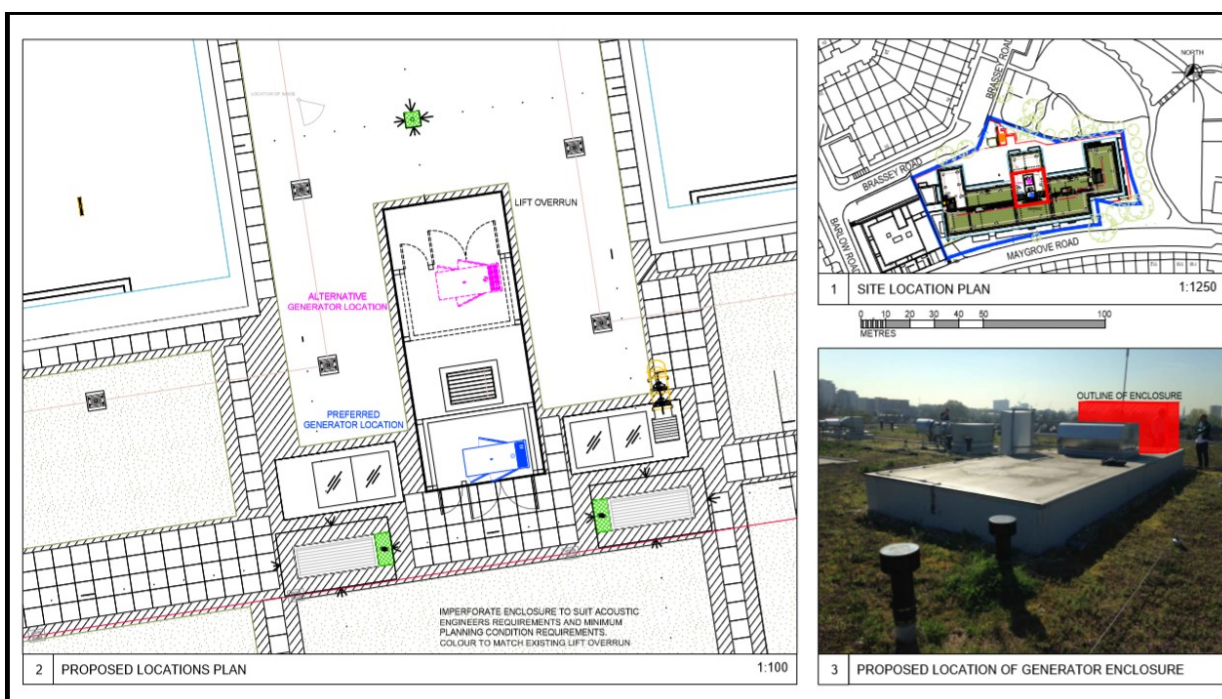 LIFT OVERRUN
ALTERNATIVE
GENERATOR LOCATION
PREFERRED
GENERATOR LOCATION
IMPERFORATE ENCLOSURE TO SUIT ACOUSTIC
ENGINEERS REQUIREMENTS AND MINIMUM
PLANNING CONDITION REQUIREMENTS.
COLOUR TO MATCH EXISTING LIFT OVERRUN
2 PROPOSED LOCATIONS PLAN 1:100
NORTH
BRASSEY ROAD
BRASSEY ROAD
BARLOW ROAD
MAYGROVE ROAD
1 SITE LOCATION PLAN 1:1250
0 10 20 30 40 50 100
METRES
OUTLINE OF ENCLOSURE
3 PROPOSED LOCATION OF GENERATOR ENCLOSURE